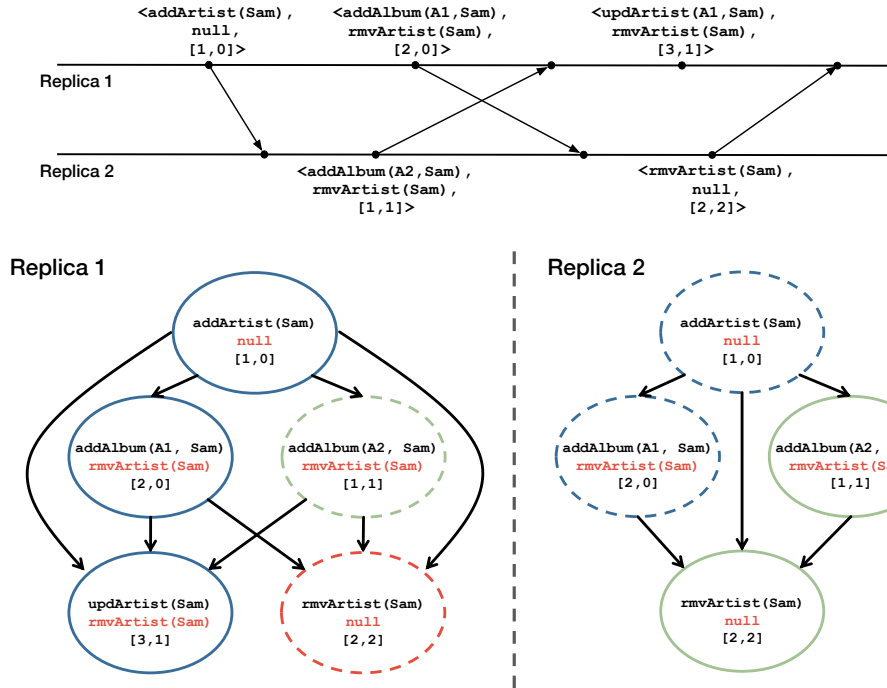 <addArtist(Sam),
null,
[1,0]>
<addAlbum(A1,Sam),
rmvArtist(Sam),
[2,0]>
<updArtist(A1,Sam),
rmvArtist(Sam),
[3,1]>
Replica 1
Replica 2
<addAlbum(A2,Sam),
rmvArtist(Sam),
[1,1]>
<rmvArtist(Sam),
null,
[2,2]>
Replica 1
addArtist(Sam)
null
[1,0]
addAlbum(A1, Sam)
rmvArtist(Sam)
[2,0]
addAlbum(A2, Sam)
rmvArtist(Sam)
[1,1]
updArtist(Sam)
rmvArtist(Sam)
[3,1]
rmvArtist(Sam)
null
[2,2]
Replica 2
addArtist(Sam)
null
[1,0]
addAlbum(A1, Sam)
rmvArtist(Sam)
[2,0]
addAlbum(A2,
rmvArtist(Sa
[1,1]
rmvArtist(Sam)
null
[2,2]